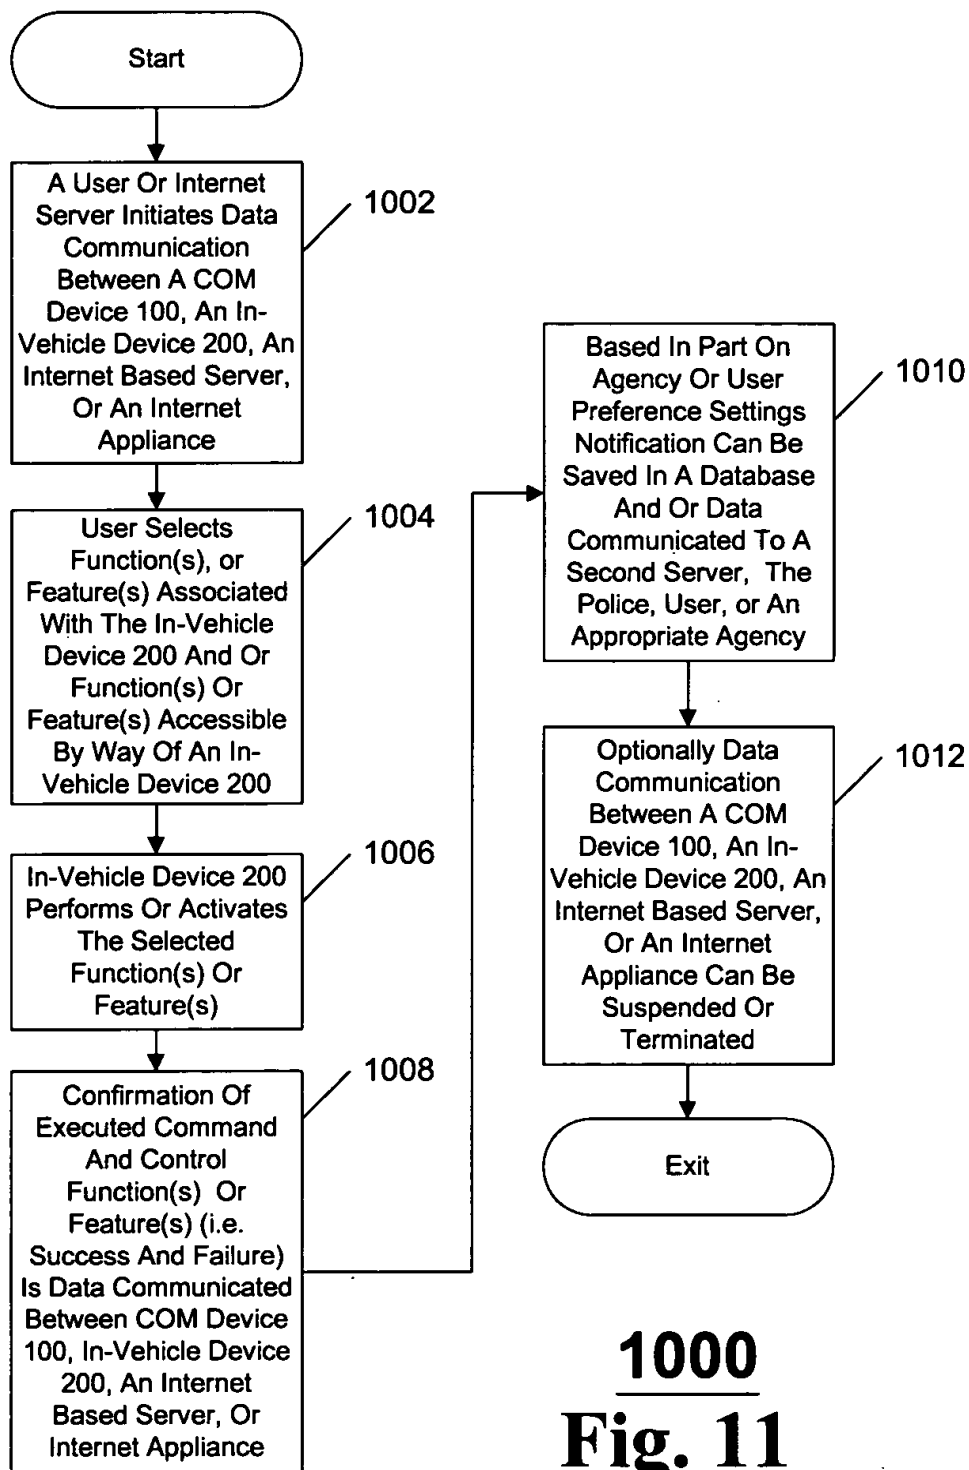 Start
A User Or Internet
Server Initiates Data
Communication
Between A COM
Device 100, An In-
Vehicle Device 200, An
Internet Based Server,
Or An Internet
Appliance
1002
User Selects
Function(s), or
Feature(s) Associated
With The In-Vehicle
Device 200 And Or
Function(s) Or
Feature(s) Accessible
By Way Of An In-
Vehicle Device 200
1004
In-Vehicle Device 200
Performs Or Activates
The Selected
Function(s) Or
Feature(s)
1006
Confirmation Of
Executed Command
And Control
Function(s) Or
Feature(s) (i.e.
Success And Failure)
Is Data Communicated
Between COM Device
100, In-Vehicle Device
200, An Internet
Based Server, Or
Internet Appliance
1008
Based In Part On
Agency Or User
Preference Settings
Notification Can Be
Saved In A Database
And Or Data
Communicated To A
Second Server, The
Police, User, or An
Appropriate Agency
1010
Optionally Data
Communication
Between A COM
Device 100, An In-
Vehicle Device 200, An
Internet Based Server,
Or An Internet
Appliance Can Be
Suspended Or
Terminated
1012
Exit
1000
Fig. 11